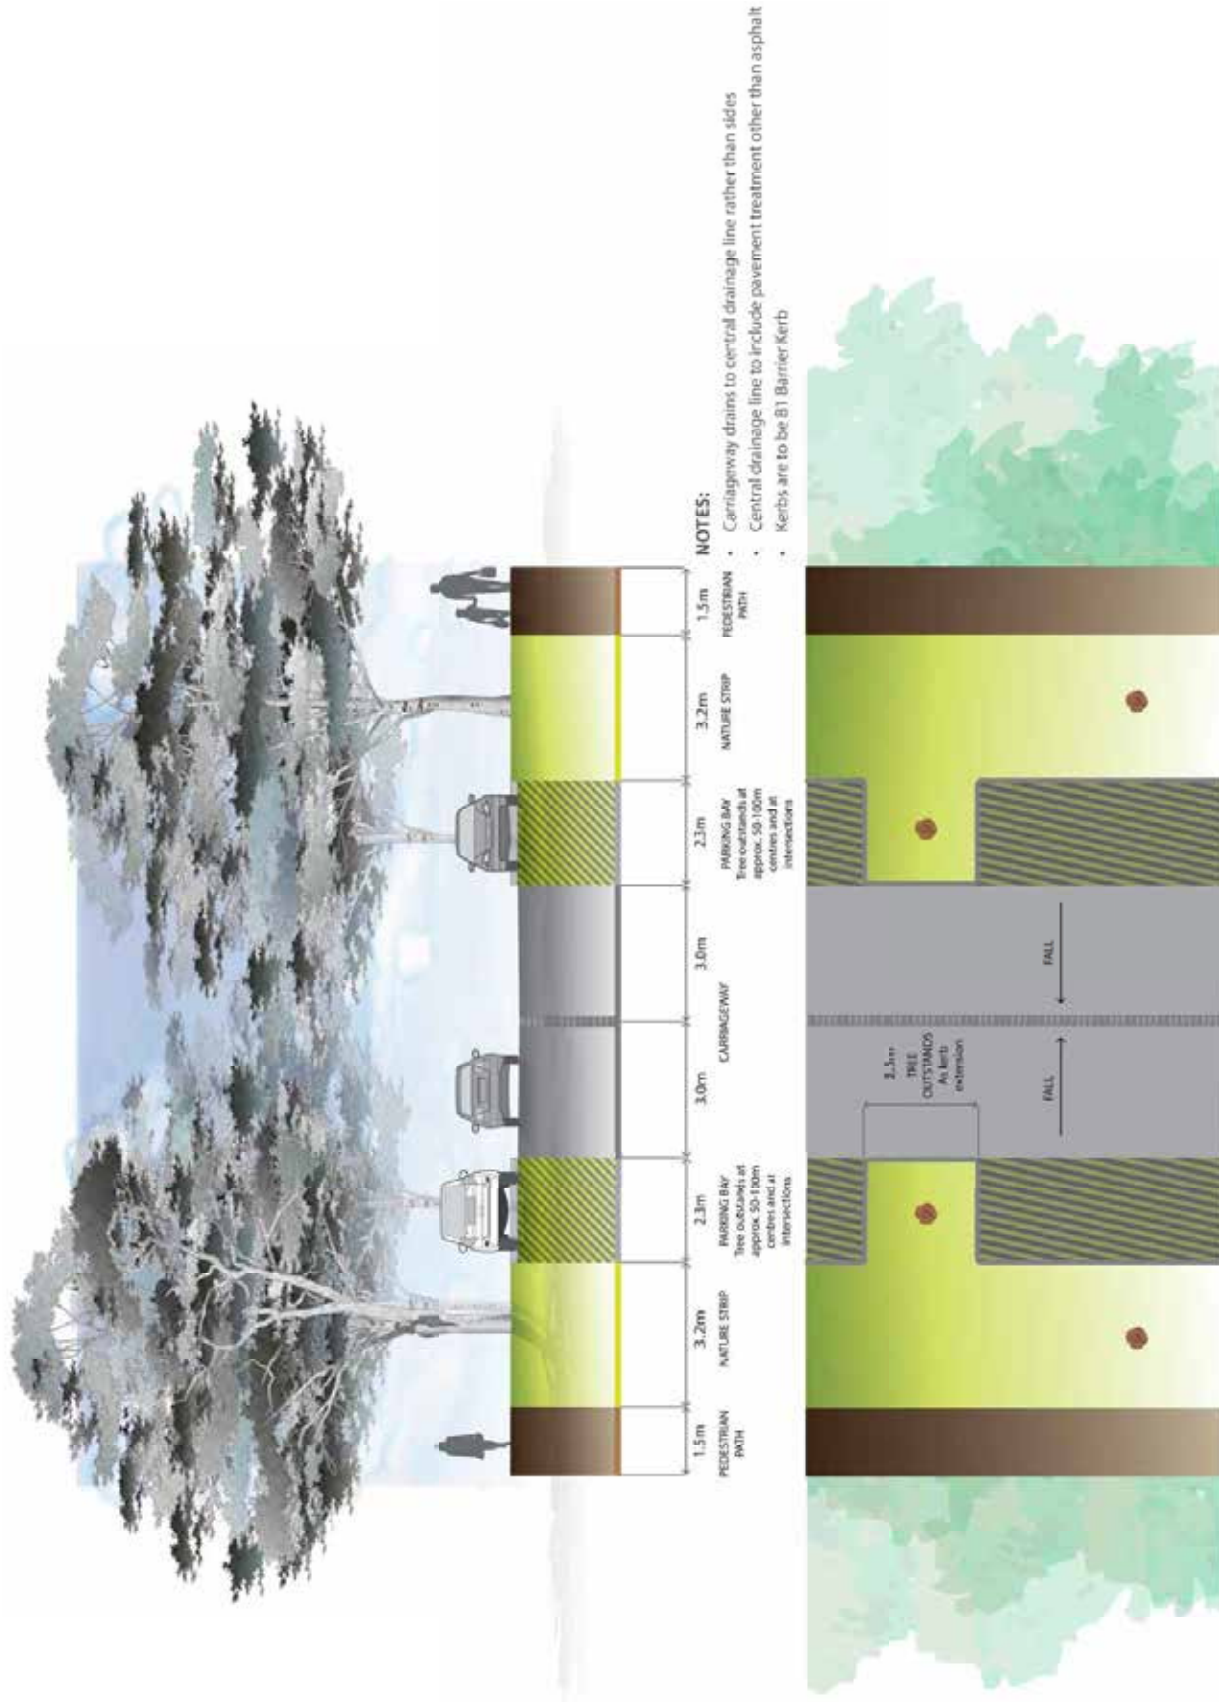 1.5m
3.2m
2.3m
3.0m
3.0m
2.3m
3.2m
1.5m
PEDESTRIAN
PATH
NATURE STRIP
PARKING BAY
Tree outstands at
approx. 50-100m
centres and at
intersections
CARRIAGEWAY
PARKING BAY
Tree outstands at
approx. 50-100m
centres and at
intersections
NATURE STRIP
PEDESTRIAN
PATH
NOTES:
• Carriageway drains to central drainage line rather than sides
• Central drainage line to include pavement treatment other than asphalt
• Kerbs are to be B1 Barrier Kerb
TREE
OUTSTANDS
As kerb
extension
FALL
FALL